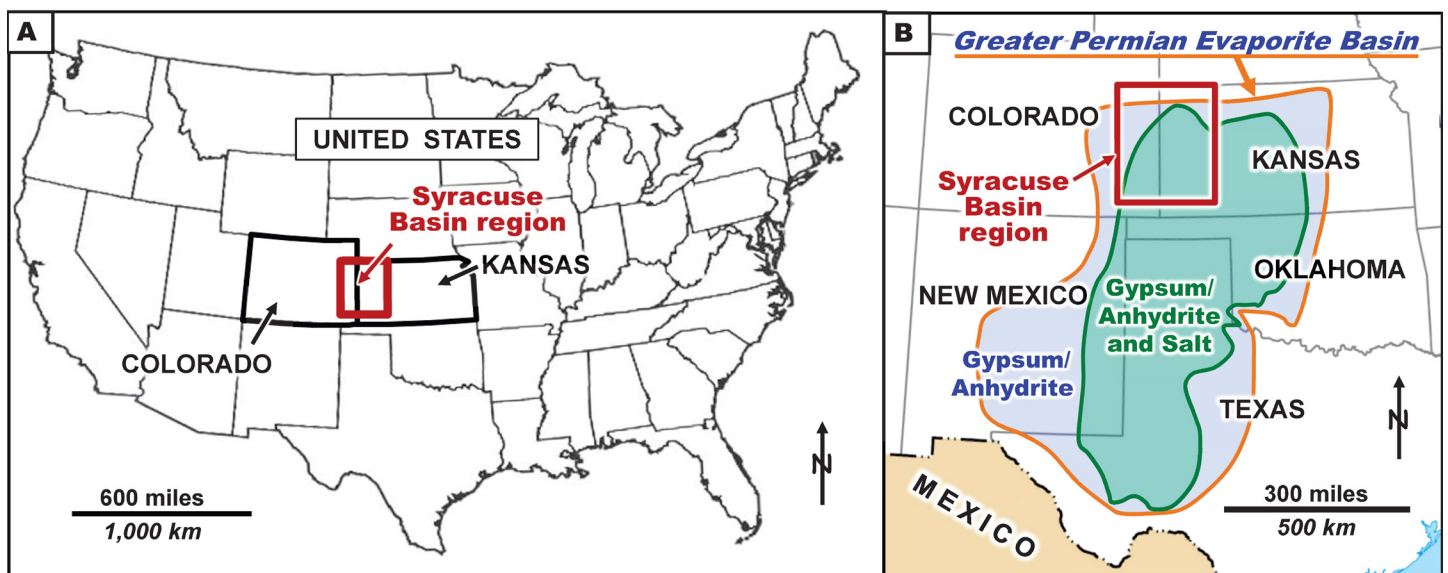 A
UNITED STATES
Syracuse
Basin region
KANSAS
COLORADO
600 miles
1,000 km
N
B
Greater Permian Evaporite Basin
COLORADO
KANSAS
Syracuse
Basin
region
OKLAHOMA
NEW MEXICO
Gypsum/
Anhydrite
and Salt
Gypsum/
Anhydrite
TEXAS
N
MEXICO
300 miles
500 km